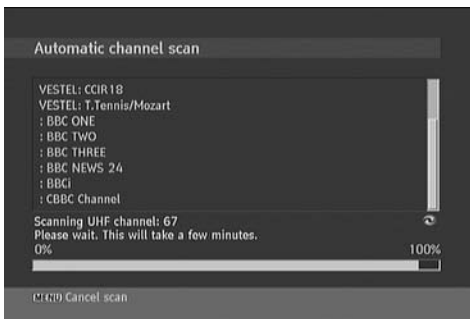 Automatic channel scan
VESTEL: CCIR18
VESTEL: T.Tennis/Mozart
: BBC ONE
: BBC TWO
: BBC THREE
: BBC NEWS 24
: BBCi
: CBBC Channel
Scanning UHF channel: 67
Please wait. This will take a few minutes.
0% 100%
MENU Cancel scan